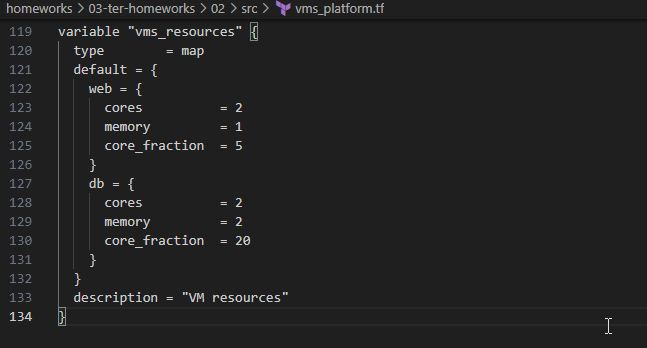 homeworks > 03-ter-homeworks > 02 > src > vms_platform.tf
119 variable "vms_resources" {
120   type        = map
121   default = {
122     web = {
123       cores          = 2
124       memory         = 1
125       core_fraction  = 5
126     }
127     db = {
128       cores          = 2
129       memory         = 2
130       core_fraction  = 20
131     }
132   }
133   description = "VM resources"
134 }